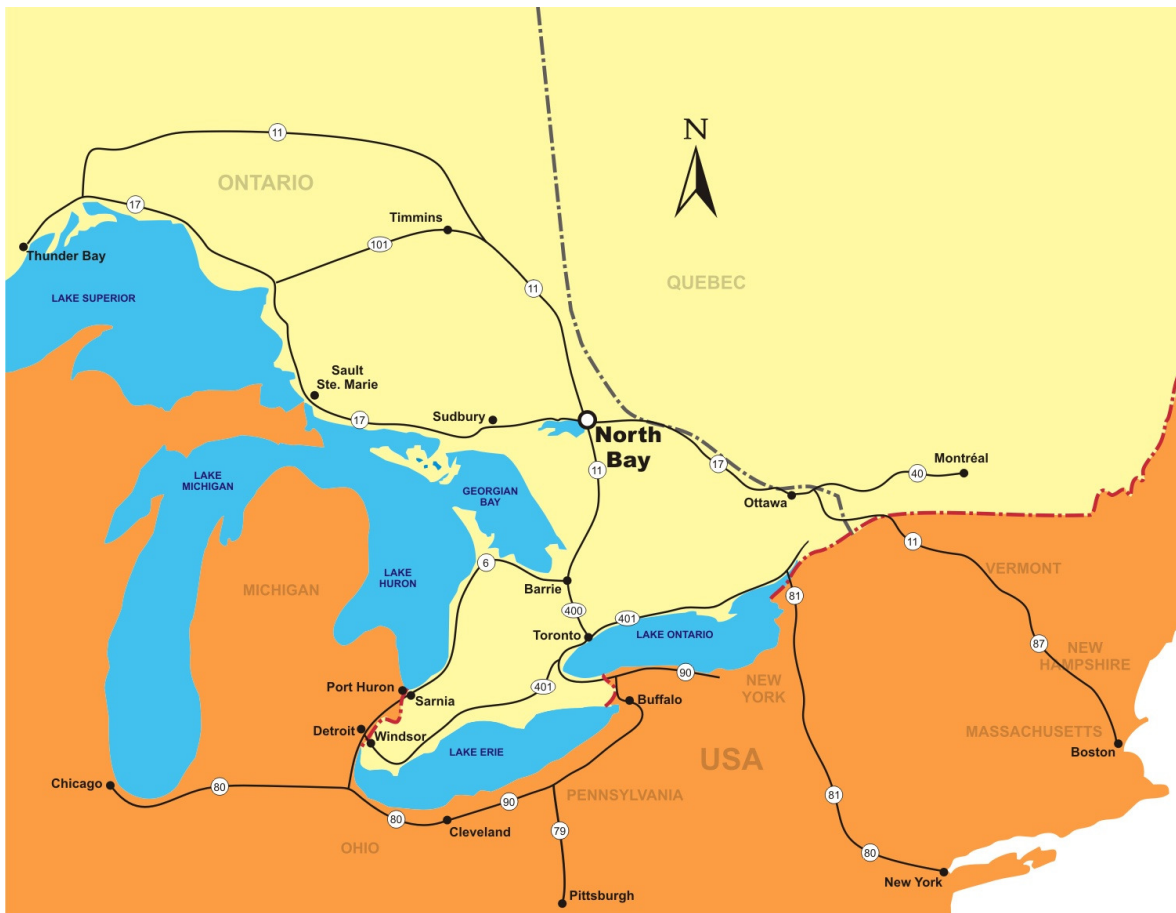 N
11
ONTARIO
17
Timmins
101
Thunder Bay
11
QUEBEC
LAKE SUPERIOR
Sault
Ste. Marie
17
Sudbury
North
Bay
11
17
40
Montréal
Ottawa
LAKE
MICHIGAN
GEORGIAN
BAY
11
6
LAKE
HURON
MICHIGAN
Barrie
VERMONT
81
400
401
Toronto
LAKE ONTARIO
87
NEW
HAMPSHIRE
90
NEW
YORK
Port Huron
Sarnia
401
Buffalo
Detroit
Windsor
MASSACHUSETTS
Boston
LAKE ERIE
USA
Chicago
80
90
PENNSYLVANIA
81
80
Cleveland
79
OHIO
80
New York
Pittsburgh